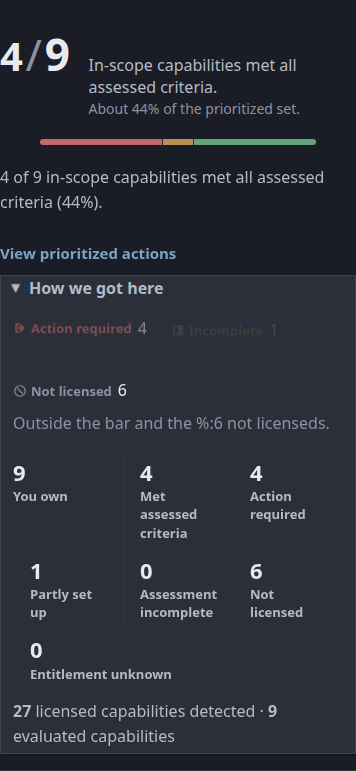 4/9
In-scope capabilities met all
assessed criteria.
About 44% of the prioritized set.
4 of 9 in-scope capabilities met all assessed
criteria (44%).
View prioritized actions
▼ How we got here
Action required 4
Incomplete 1
Not licensed 6
Outside the bar and the %:6 not licenseds.
9
You own
4
Met
assessed
criteria
4
Action
required
1
Partly set
up
0
Assessment
incomplete
6
Not
licensed
0
Entitlement unknown
27 licensed capabilities detected · 9
evaluated capabilities